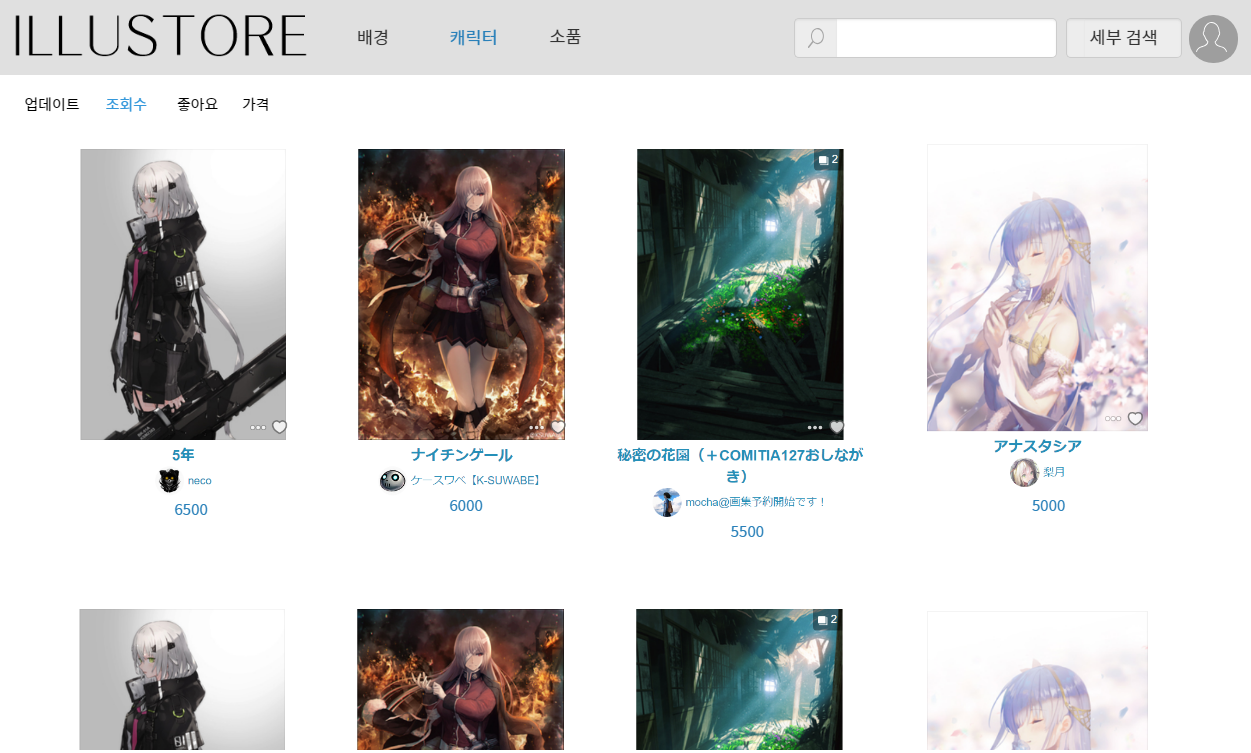 ILLUSTORE
배경 캐릭터 소품 세부 검색
업데이트 조회수 좋아요 가격
2
5年
neco
6500
ナイチンゲール
ケースワベ【K-SUWABE】
6000
秘密の花園（＋COMITIA127おしなが
き）
mocha@画集予約開始です！
5500
アナスタシア
梨月
5000
2